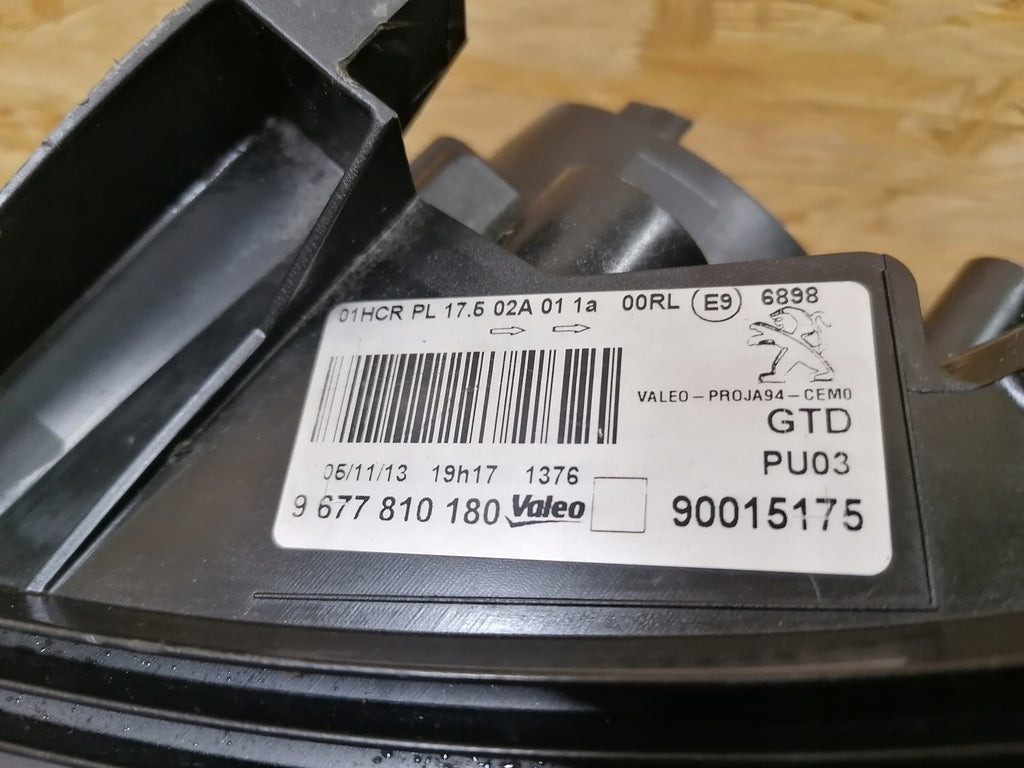 01HCR PL 17.5 02A 01 1a 00RL E9 6898
VALEO-PROJA94-CEM0
GTD
PU03
05/11/13 19h17 1376
9 677 810 180 Valeo 90015175